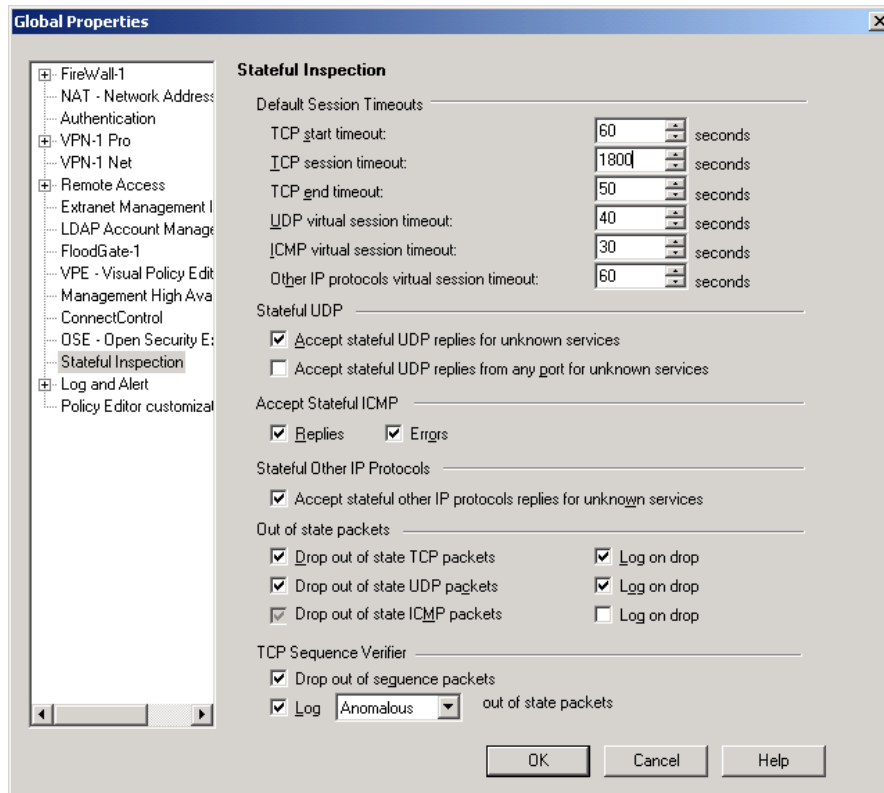 Global Properties
FireWall-1
NAT - Network Address
Authentication
VPN-1 Pro
VPN-1 Net
Remote Access
Extranet Management I
LDAP Account Manage
FloodGate-1
VPE - Visual Policy Edit
Management High Ava
ConnectControl
OSE - Open Security E
Stateful Inspection
Log and Alert
Policy Editor customizat
Stateful Inspection
Default Session Timeouts
TCP start timeout: 60 seconds
TCP session timeout: 1800 seconds
TCP end timeout: 50 seconds
UDP virtual session timeout: 40 seconds
ICMP virtual session timeout: 30 seconds
Other IP protocols virtual session timeout: 60 seconds
Stateful UDP
Accept stateful UDP replies for unknown services
Accept stateful UDP replies from any port for unknown services
Accept Stateful ICMP
Replies Errors
Stateful Other IP Protocols
Accept stateful other IP protocols replies for unknown services
Out of state packets
Drop out of state TCP packets Log on drop
Drop out of state UDP packets Log on drop
Drop out of state ICMP packets Log on drop
TCP Sequence Verifier
Drop out of sequence packets
Log Anomalous out of state packets
OK Cancel Help